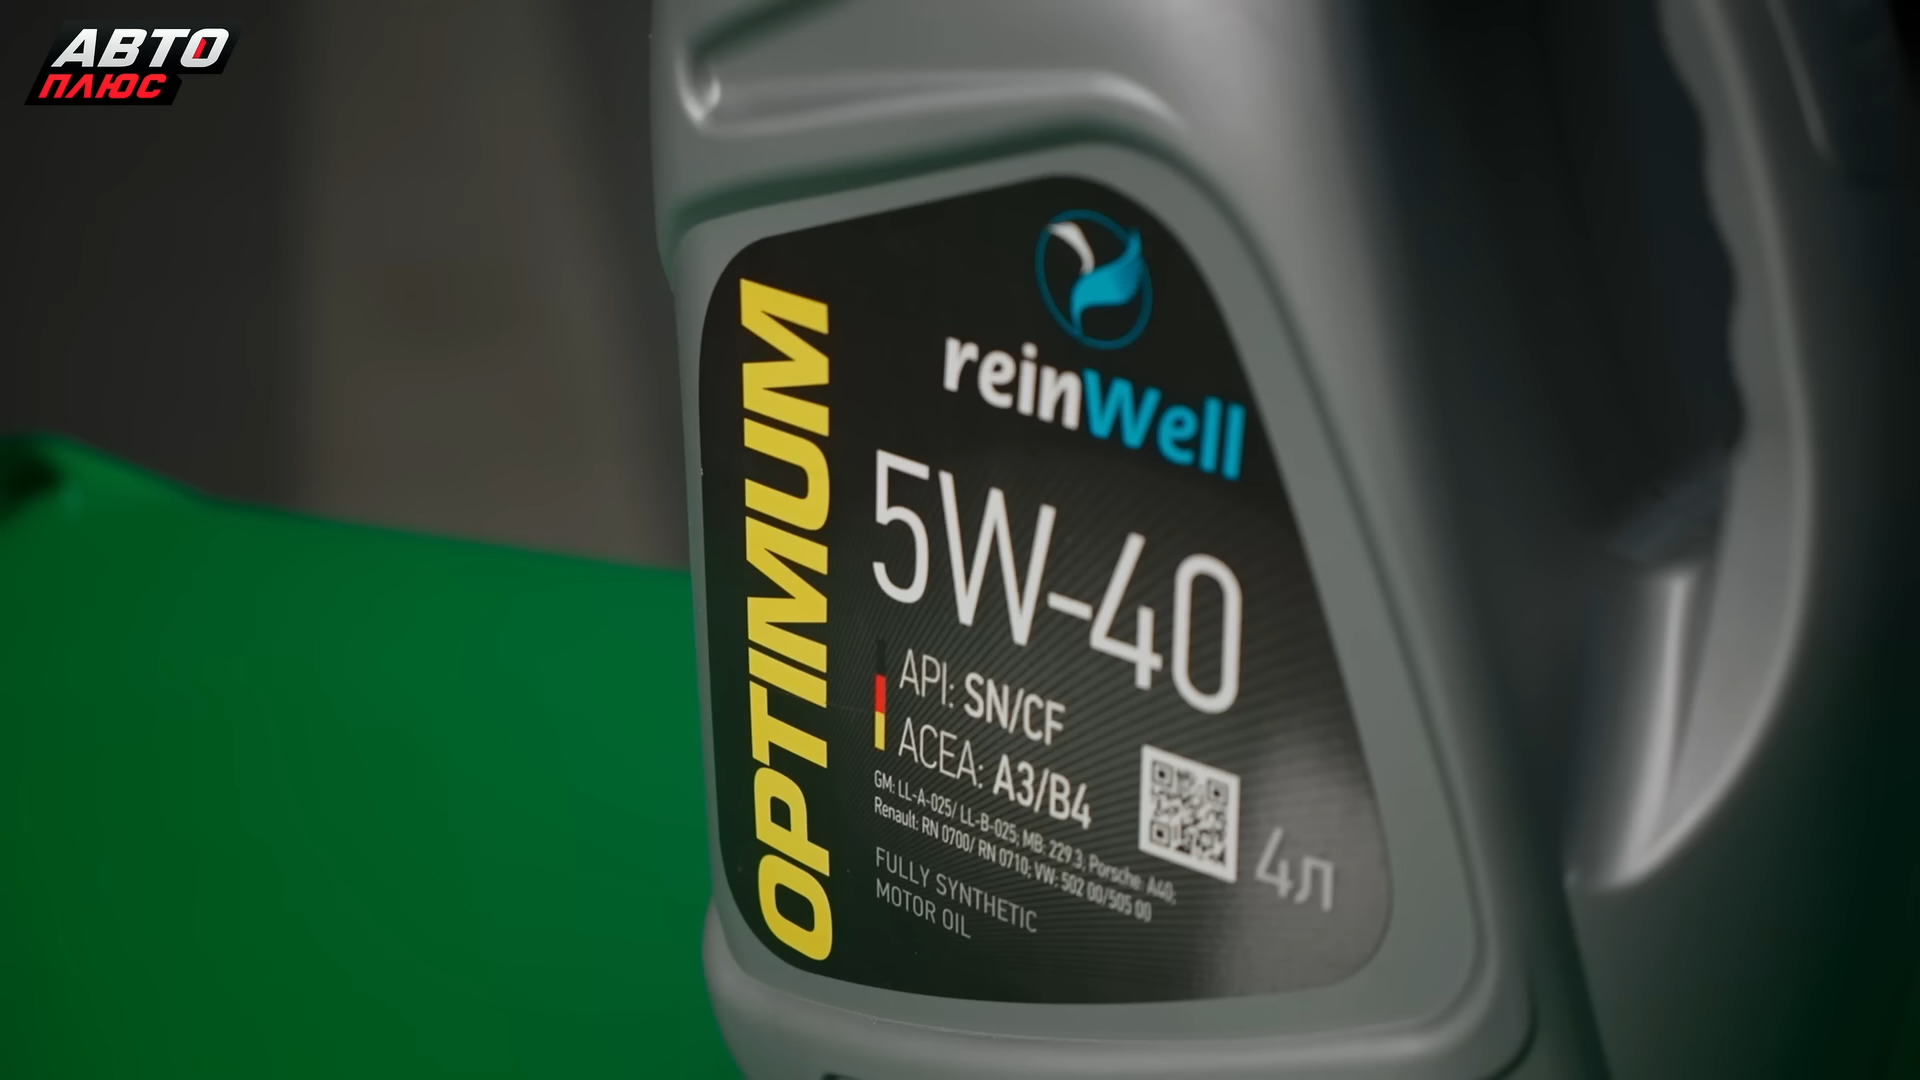 АВТО
ПЛЮС
OPTIMUM
reinWell
5W-40
API: SN/CF
ACEA: A3/B4
GM: LL-A-025/ LL-B-025; MB: 229.3; Porsche: A40;
Renault: RN 0700/ RN 0710; VW: 502 00/505 00
FULLY SYNTHETIC
MOTOR OIL
4л